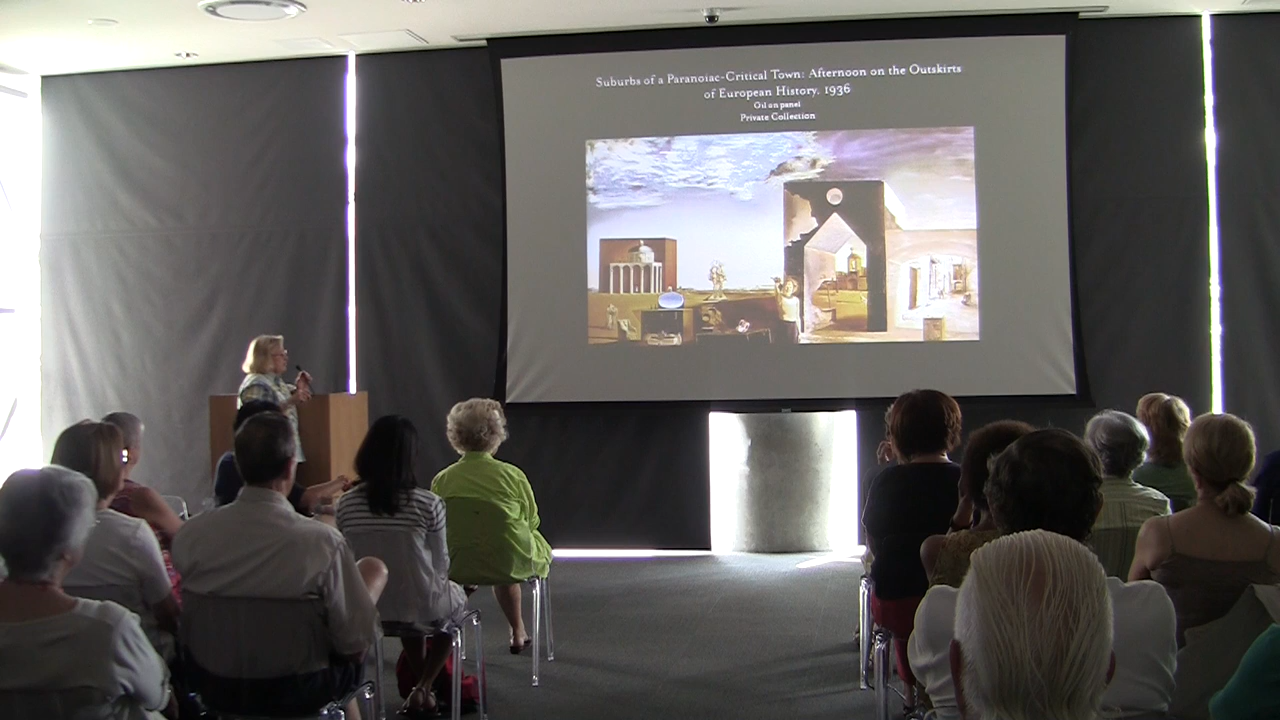 Suburbs of a Paranoiac-Critical Town: Afternoon on the Outskirts
of European History. 1936
Oil on panel
Private Collection